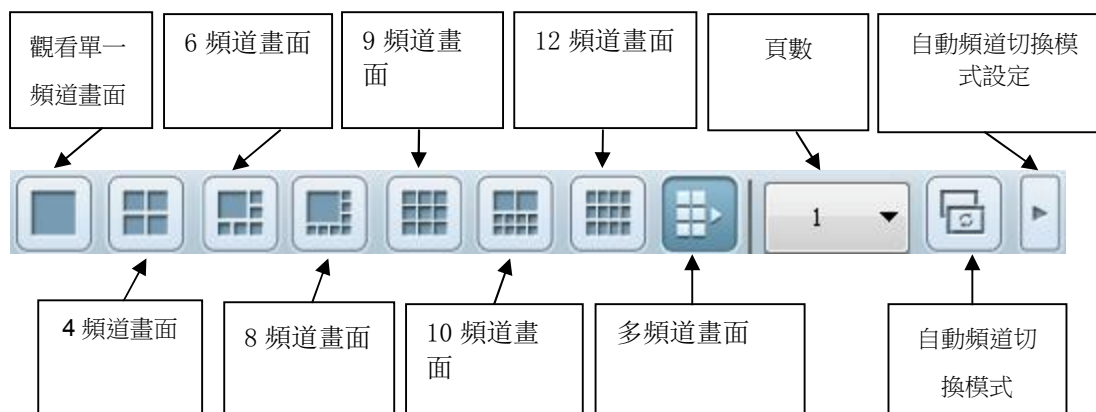 觀看單一
頻道畫面
6 頻道畫面
9 頻道畫
面
12 頻道畫面
頁數
自動頻道切換模
式設定
1
4 頻道畫面
8 頻道畫面
10 頻道畫
面
多頻道畫面
自動頻道切
換模式